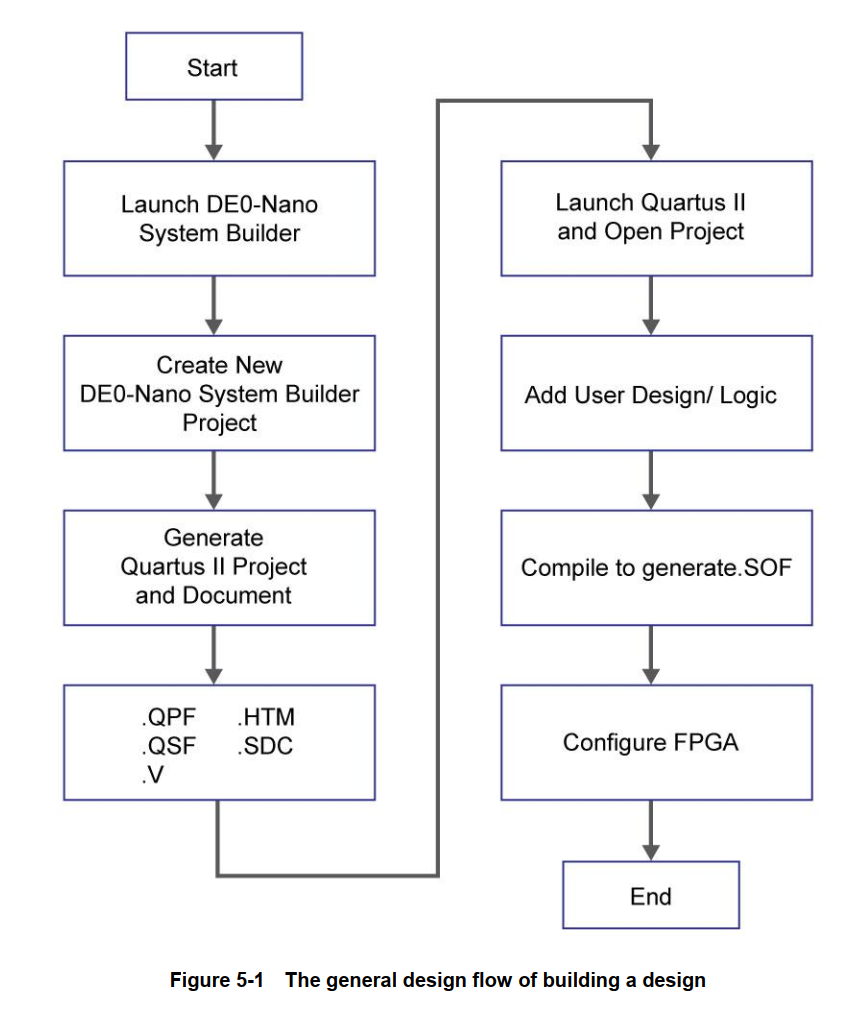 Start
Launch DE0-Nano
System Builder
Create New
DE0-Nano System Builder
Project
Generate
Quartus II Project
and Document
.QPF .HTM
.QSF .SDC
.V
Launch Quartus II
and Open Project
Add User Design/ Logic
Compile to generate.SOF
Configure FPGA
End
Figure 5-1 The general design flow of building a design